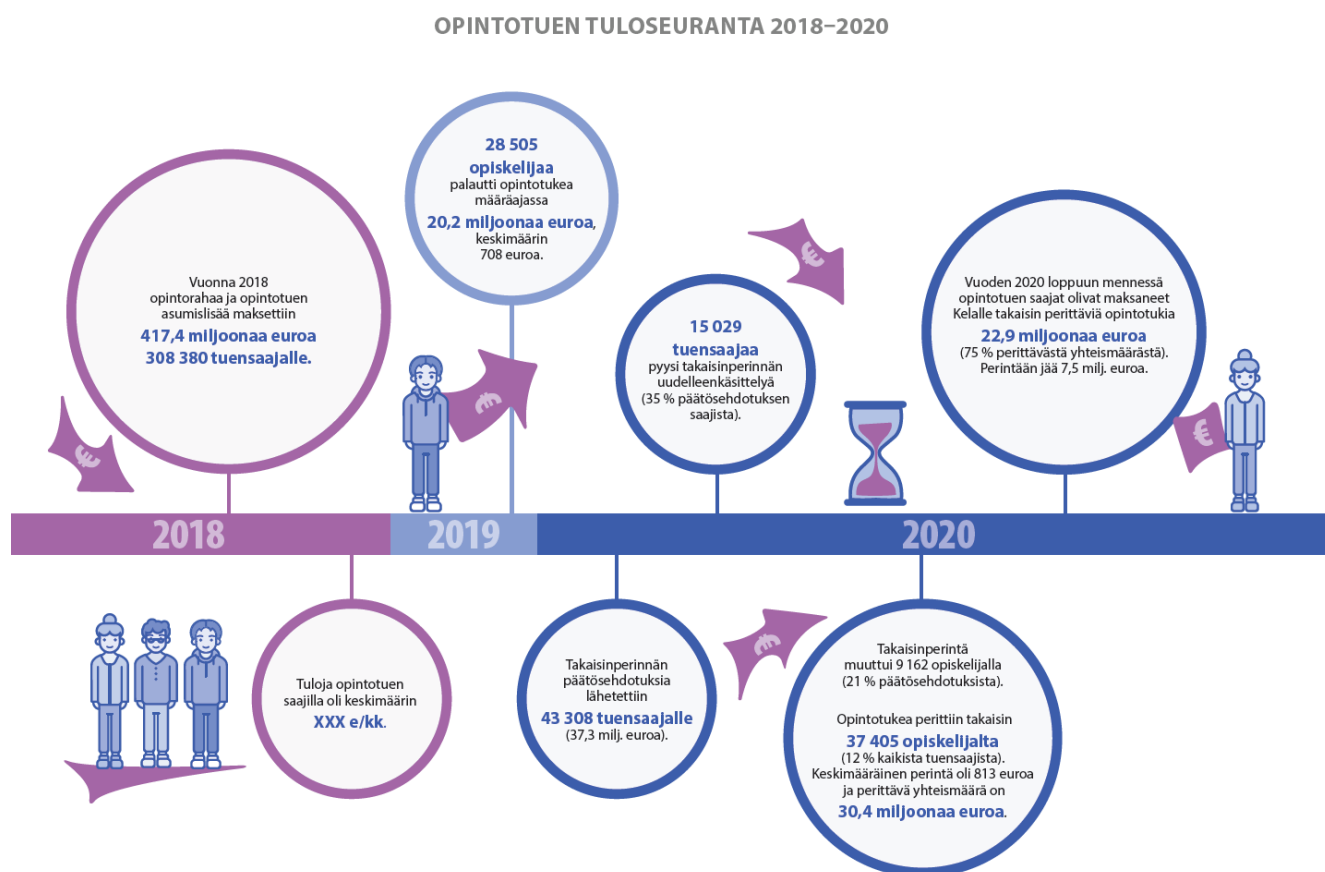 OPINTOTUEN TULOSEURANTA 2018–2020
28 505
opiskelijaa
palautti opintotukea
määräajassa
20,2 miljoonaa euroa,
keskimäärin
708 euroa.
Vuonna 2018
opintorahaa ja opintotuen
asumislisää maksettiin
417,4 miljoonaa euroa
308 380 tuensaajalle.
15 029
tuensaajaa
pyysi takaisinperinnän
uudelleenkäsittelyä
(35 % päätösehdotuksen
saajista).
Vuoden 2020 loppuun mennessä
opintotuen saajat olivat maksaneet
Kelalle takaisin perittäviä opintotukia
22,9 miljoonaa euroa
(75 % perittävästä yhteismäärästä).
Perintään jää 7,5 milj. euroa.
€
€
€
€
2018
2019
2020
Tuloja opintotuen
saajilla oli keskimäärin
XXX e/kk.
Takaisinperinnän
päätösehdotuksia
lähetettiin
43 308 tuensaajalle
(37,3 milj. euroa).
€
Takaisinperintä
muuttui 9 162 opiskelijalla
(21 % päätösehdotuksista).
Opintotukea perittiin takaisin
37 405 opiskelijalta
(12 % kaikista tuensaajista).
Keskimääräinen perintä oli 813 euroa
ja perittävä yhteismäärä on
30,4 miljoonaa euroa.